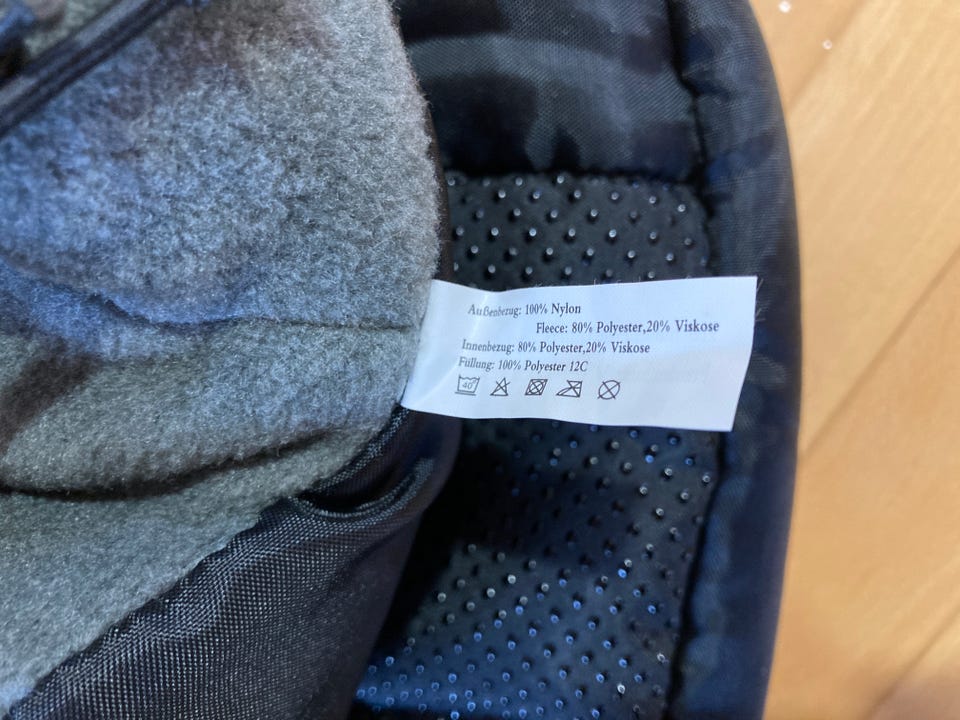 Außenbezug: 100% Nylon
Fleece: 80% Polyester,20% Viskose
Innenbezug: 80% Polyester,20% Viskose
Füllung: 100% Polyester 12C
40